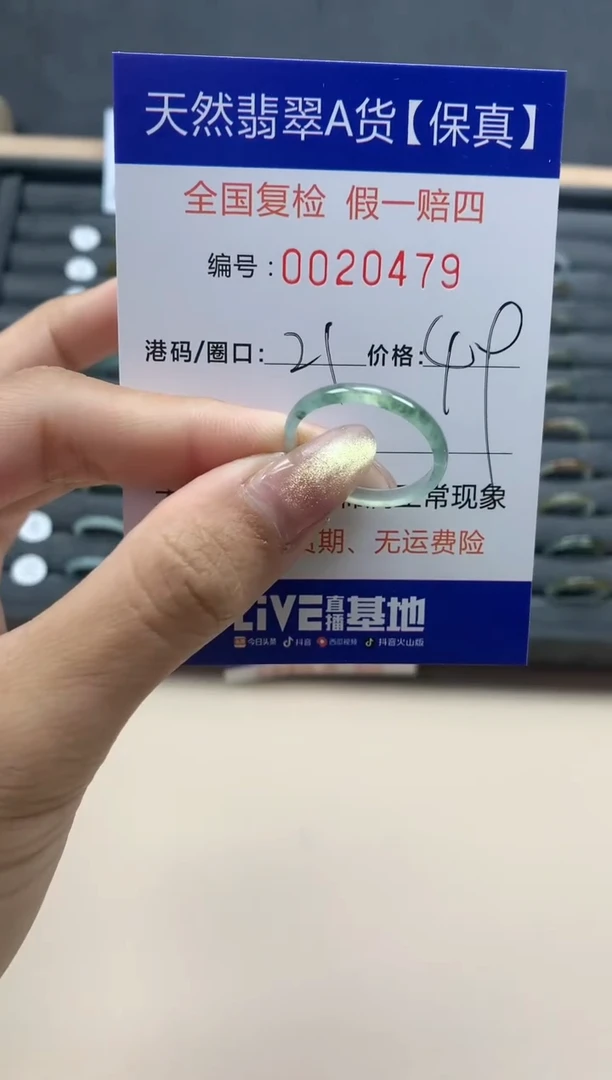 天然翡翠A货【保真】
全国复检 假一赔四
编号：0020479
港码/圈口：21 价格：49
正常现象
期、无运费险
LiVE直播基地
今日头条 抖音 西瓜视频 抖音火山版